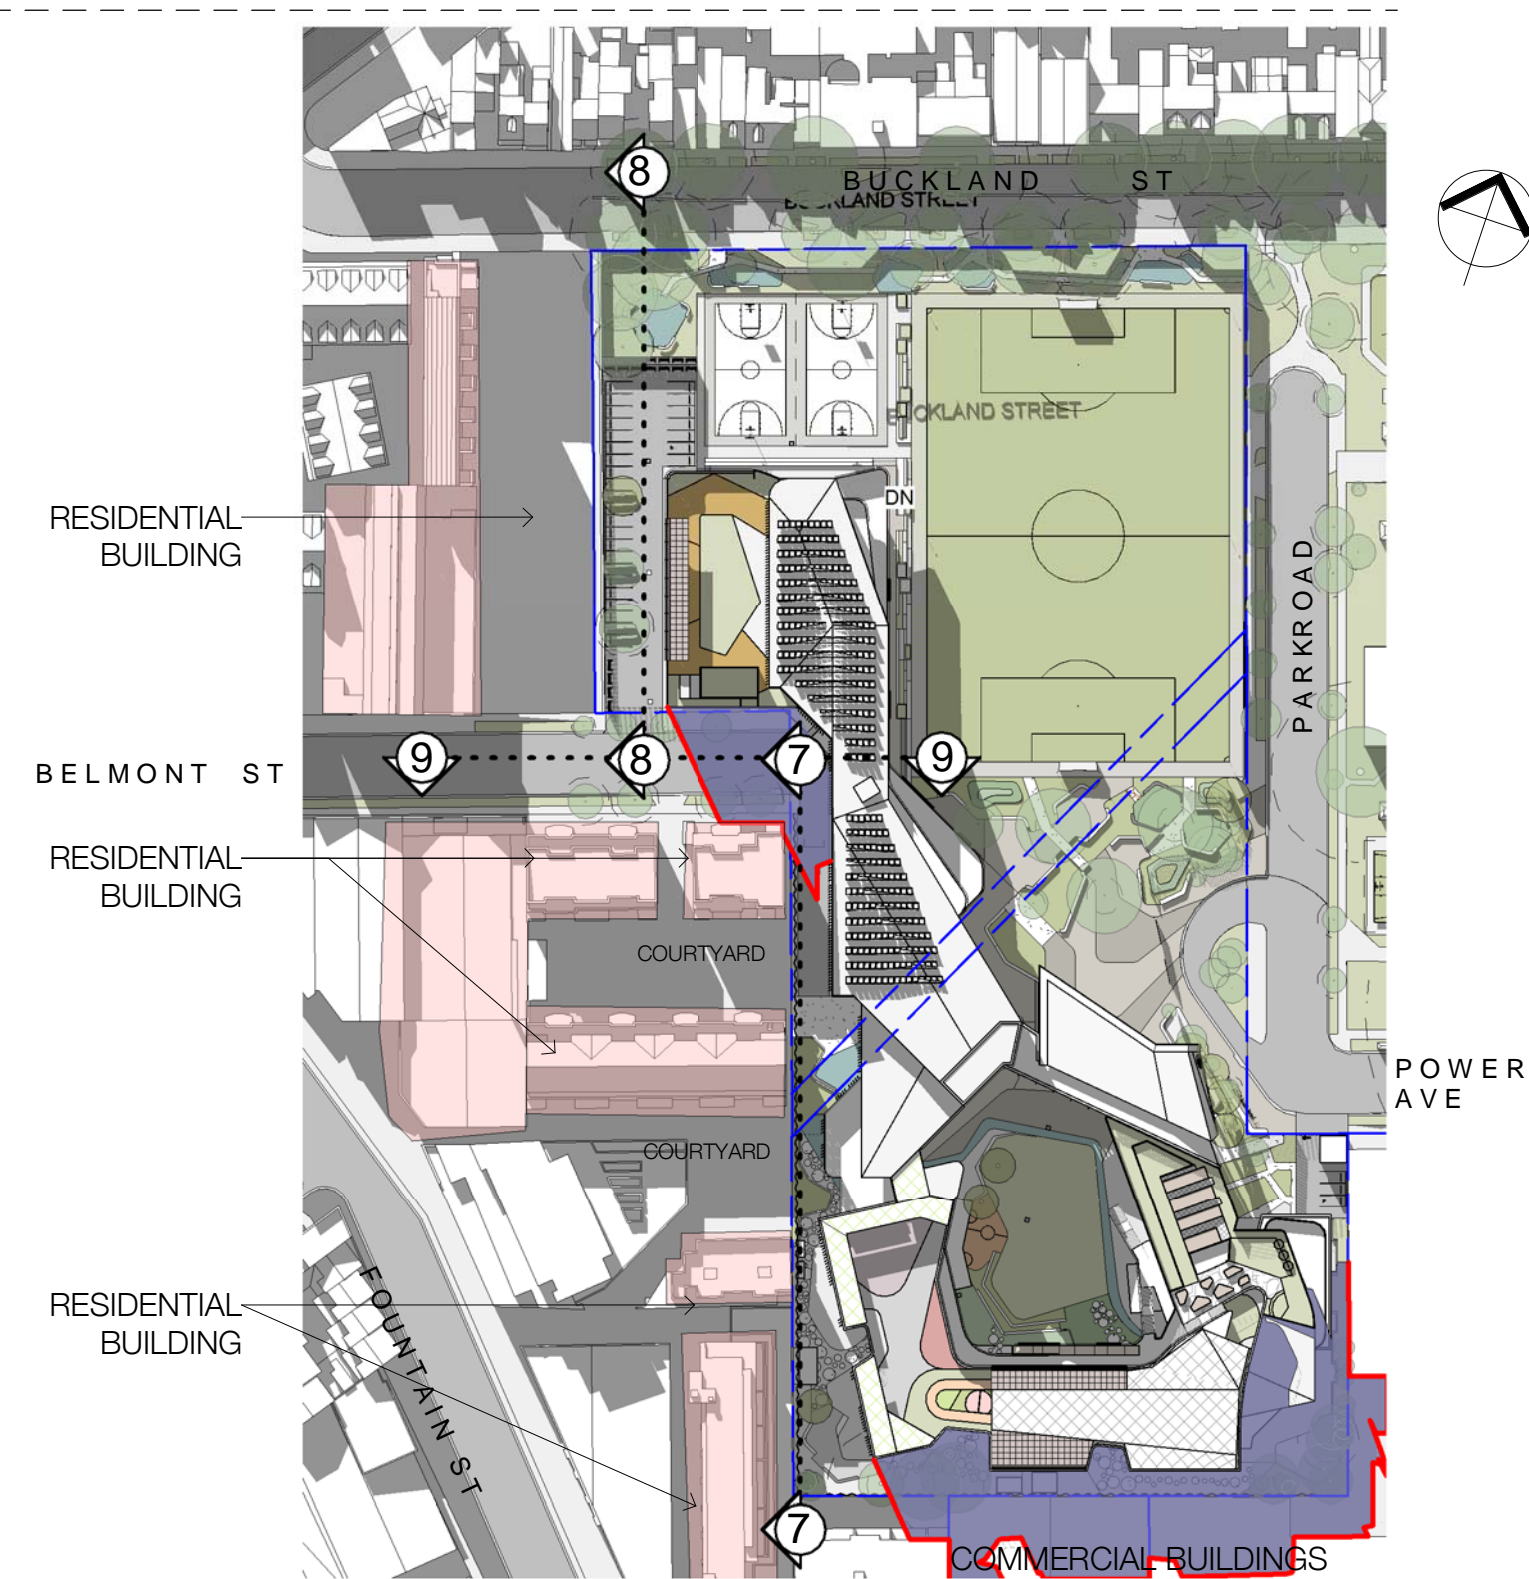 8
BUCKLAND ST
BUCKLAND STREET
BUCKLAND STREET
DN
RESIDENTIAL
BUILDING
PARKROAD
9
8
7
9
BELMONT ST
RESIDENTIAL
BUILDING
COURTYARD
POWER
AVE
COURTYARD
RESIDENTIAL
BUILDING
FOUNTAIN ST
7
COMMERCIAL BUILDINGS